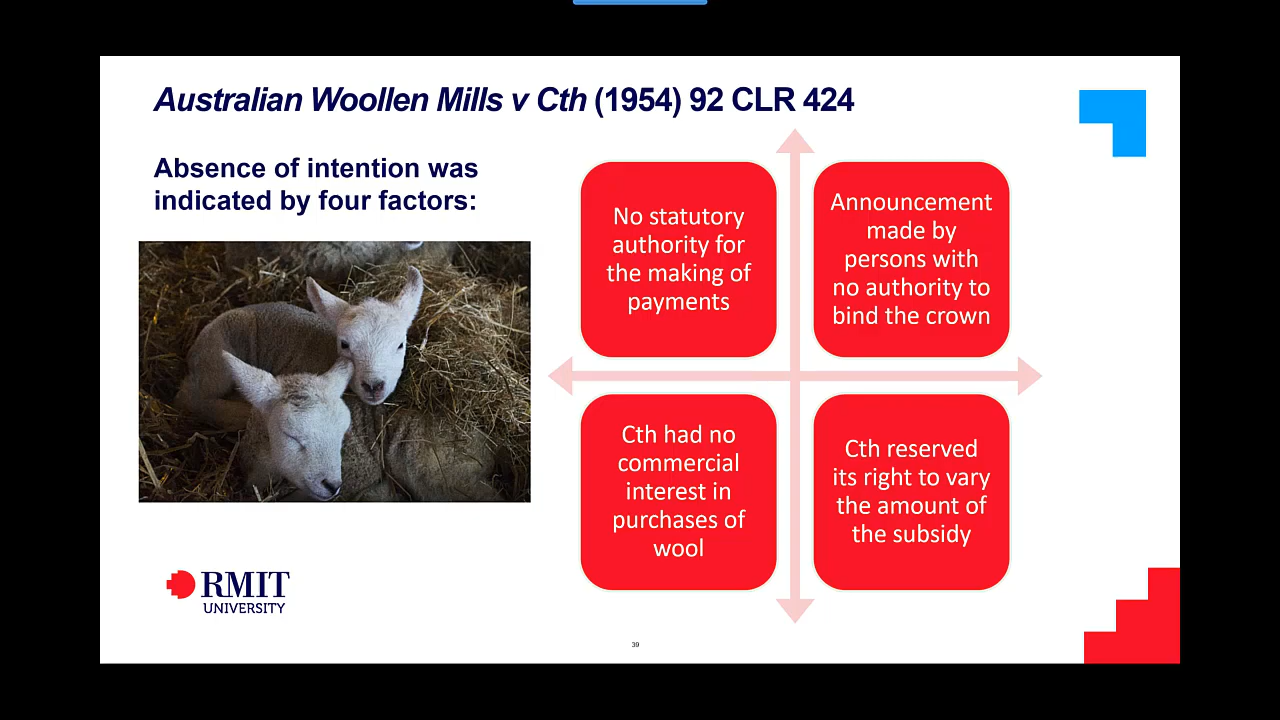 Australian Woollen Mills v Cth (1954) 92 CLR 424
Absence of intention was
indicated by four factors:
No statutory
authority for
the making of
payments
Announcement
made by
persons with
no authority to
bind the crown
Cth had no
commercial
interest in
purchases of
wool
Cth reserved
its right to vary
the amount of
the subsidy
RMIT
UNIVERSITY
39